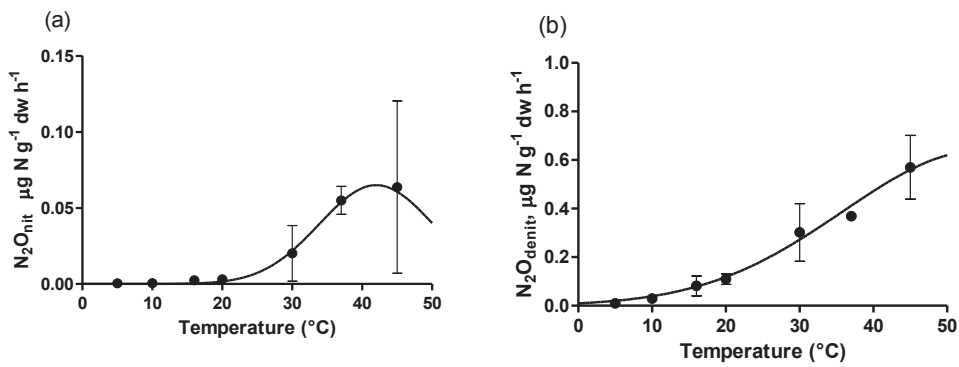 (a)
0.15
0.10
0.05
0.00
N₂Oₙᵢₜ µg N g⁻¹ dw h⁻¹
0 10 20 30 40 50
Temperature (°C)
(b)
1.0
0.8
0.6
0.4
0.2
0.0
N₂O_denit, µg N g⁻¹ dw h⁻¹
0 10 20 30 40 50
Temperature (°C)